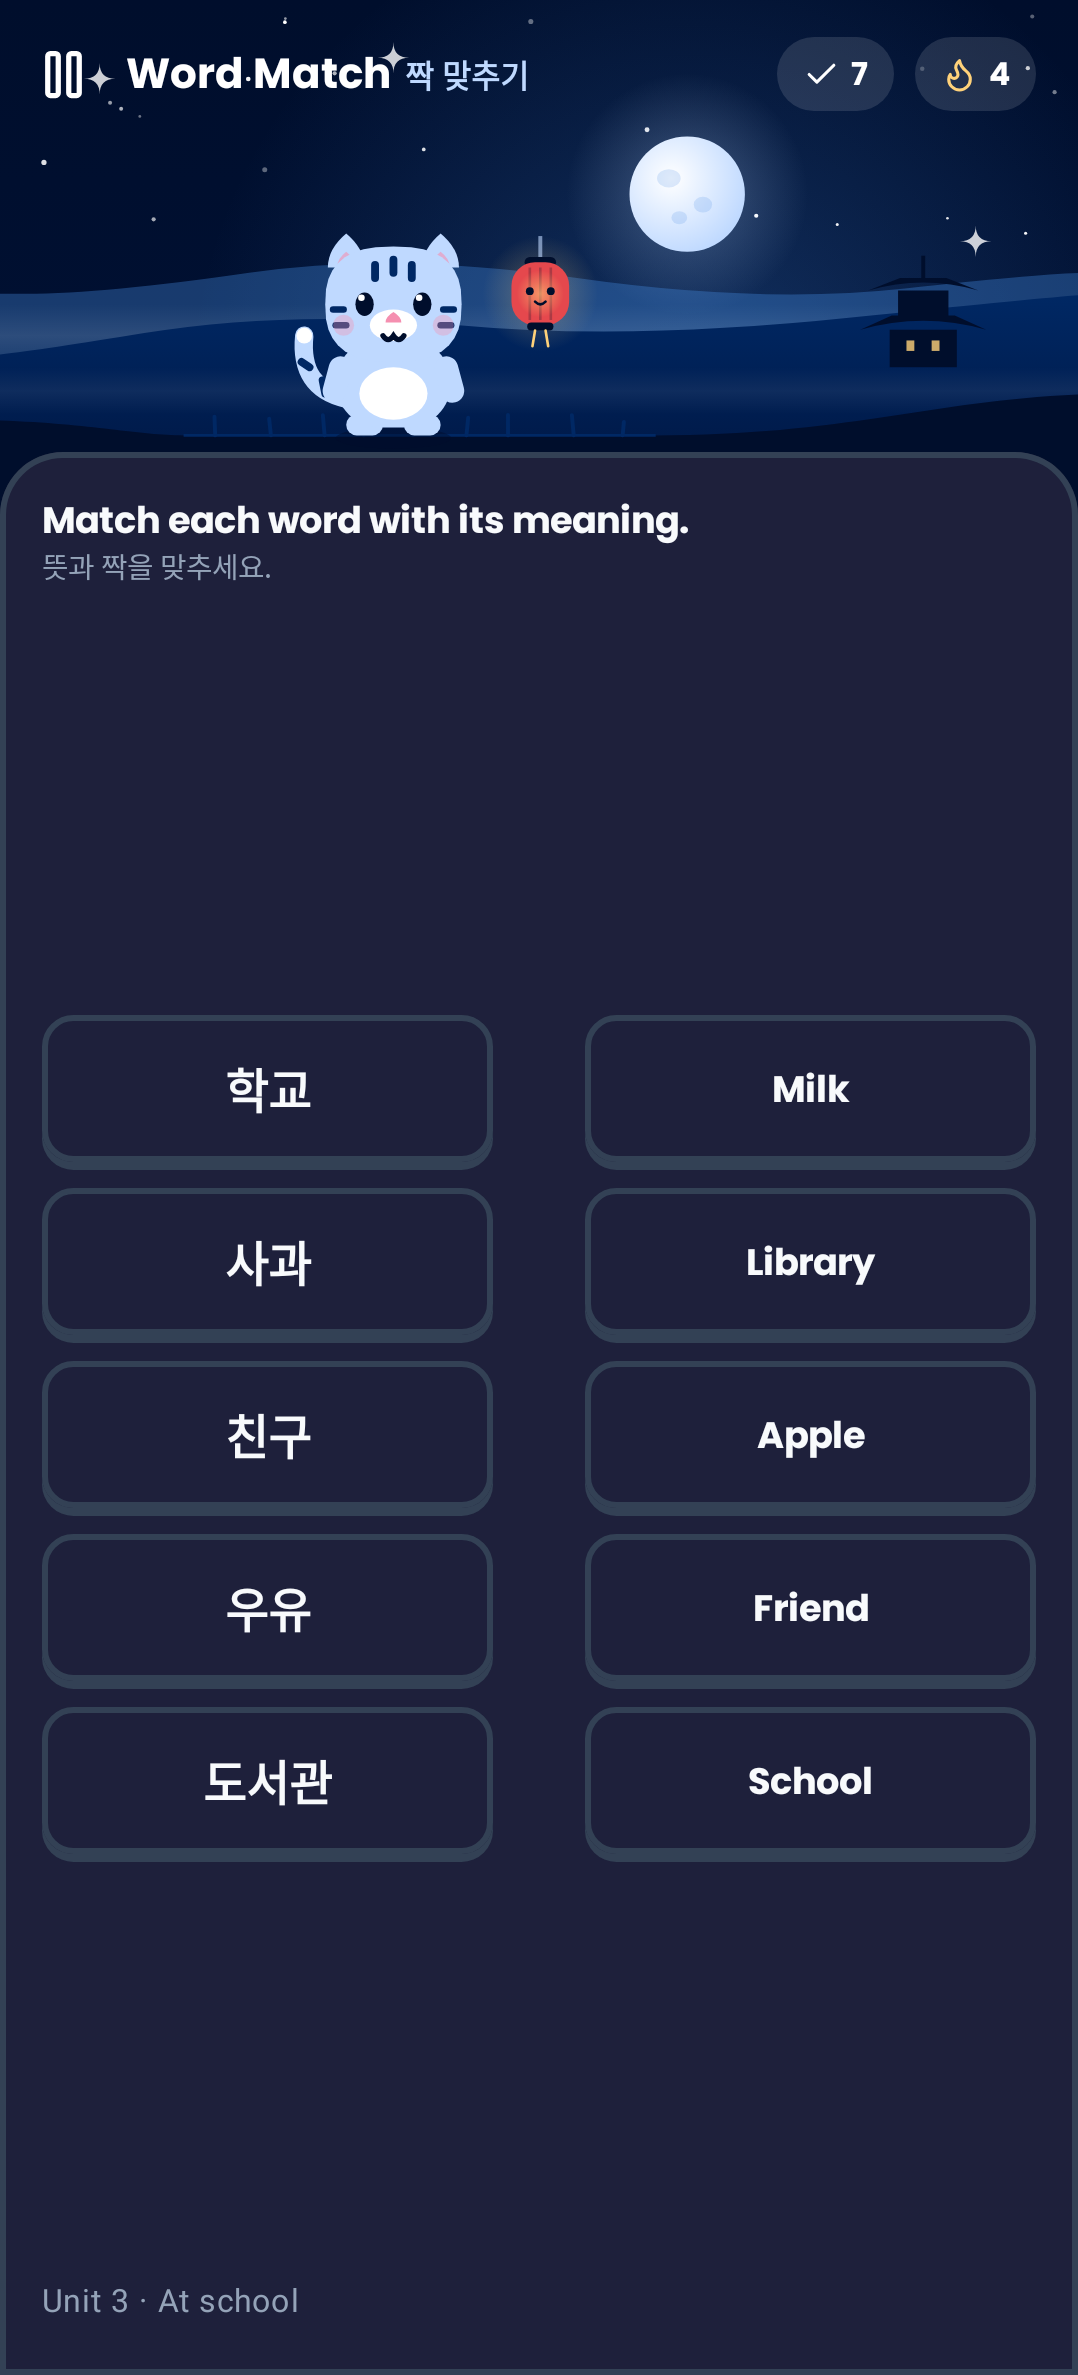 Word·Match 짝 맞추기
7
4
Match each word with its meaning.
뜻과 짝을 맞추세요.
학교
Milk
사과
Library
친구
Apple
우유
Friend
도서관
School
Unit 3 · At school